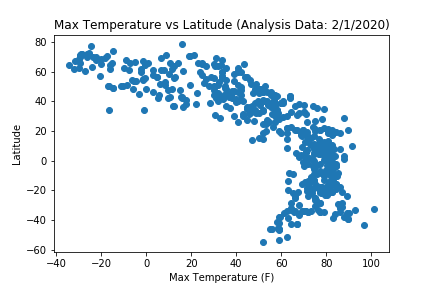 Max Temperature vs Latitude (Analysis Data: 2/1/2020)
80
60
40
20
0
−20
−40
−60
Latitude
−40 −20 0 20 40 60 80 100
Max Temperature (F)